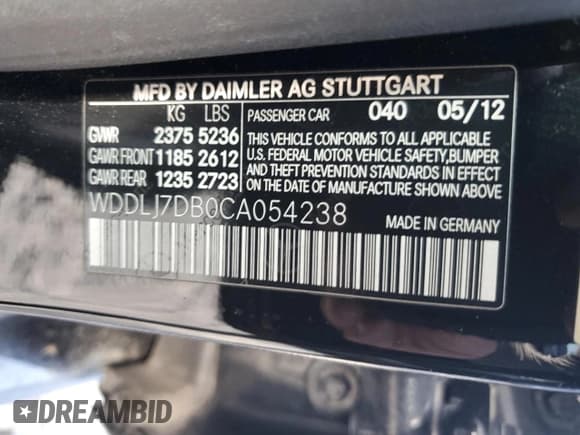 MFD BY DAIMLER AG STUTTGART
KG LBS
PASSENGER CAR 040 05/12
GVWR 2375 5236
GAWR FRONT 1185 2612
GAWR REAR 1235 2723
THIS VEHICLE CONFORMS TO ALL APPLICABLE
U.S. FEDERAL MOTOR VEHICLE SAFETY, BUMPER
AND THEFT PREVENTION STANDARDS IN EFFECT
ON THE DATE OF MANUFACTURE SHOWN ABOVE.
WDDLJ7DB0CA054238
MADE IN GERMANY
DREAMBID